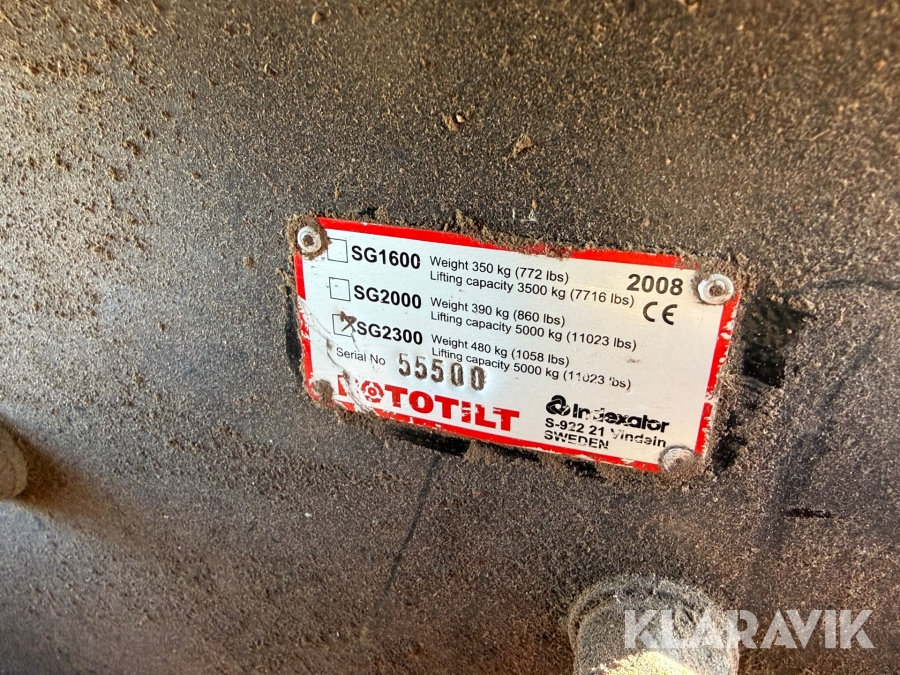 SG1600 Weight 350 kg (772 lbs)
Lifting capacity 3500 kg (7716 lbs)
2008
CE
SG2000 Weight 390 kg (860 lbs)
Lifting capacity 5000 kg (11023 lbs)
SG2300 Weight 480 kg (1058 lbs)
Lifting capacity 5000 kg (11023 lbs)
Serial No 55500
ROTOTILT
Indexator
S-922 21 Vindeln
SWEDEN
KLARAVIK